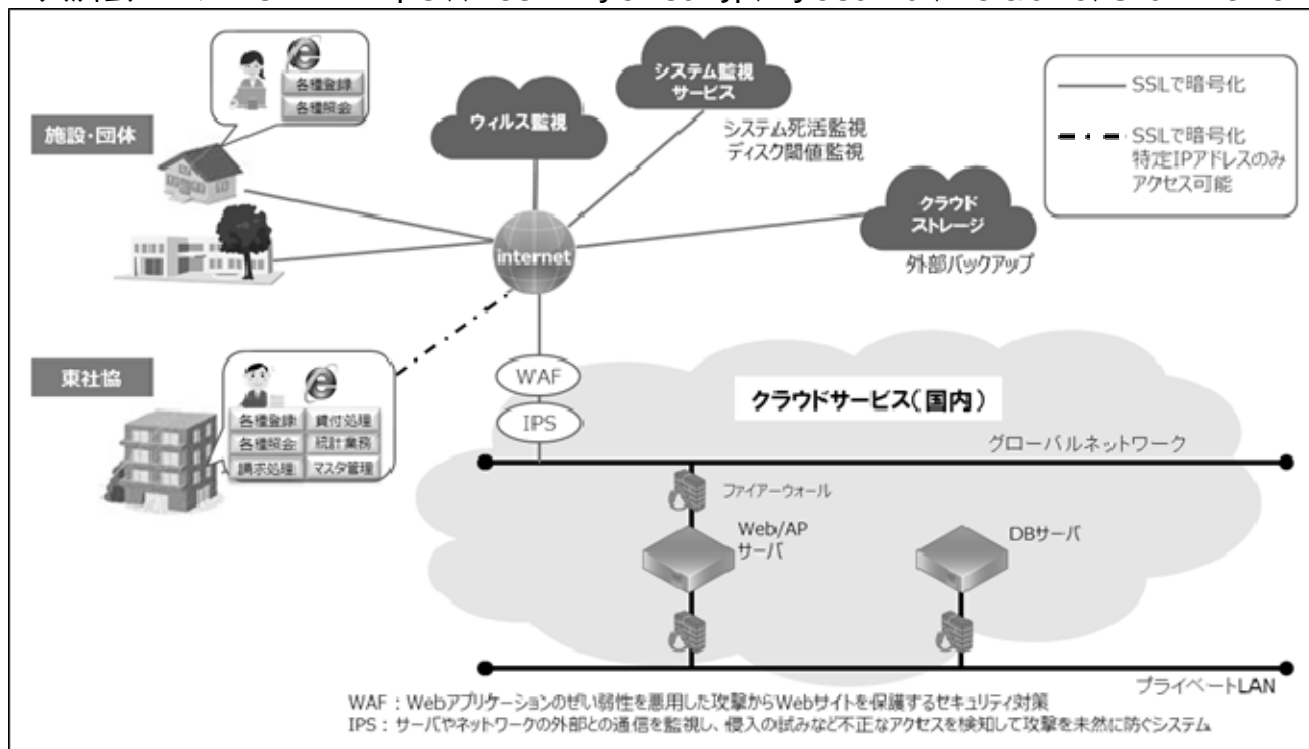 各種登録
各種照会
施設・団体
ウィルス監視
システム監視
サービス
システム死活監視
ディスク閾値監視
SSLで暗号化
SSLで暗号化
特定IPアドレスのみ
アクセス可能
クラウド
ストレージ
外部バックアップ
internet
東社協
各種登録
貸付処理
各種照会
統計業務
請求処理
マスタ管理
WAF
IPS
クラウドサービス(国内)
グローバルネットワーク
ファイアーウォール
Web/AP
サーバ
DBサーバ
プライベートLAN
WAF:Webアプリケーションのぜい弱性を悪用した攻撃からWebサイトを保護するセキュリティ対策
IPS:サーバやネットワークの外部との通信を監視し、侵入の試みなど不正なアクセスを検知して攻撃を未然に防ぐシステム